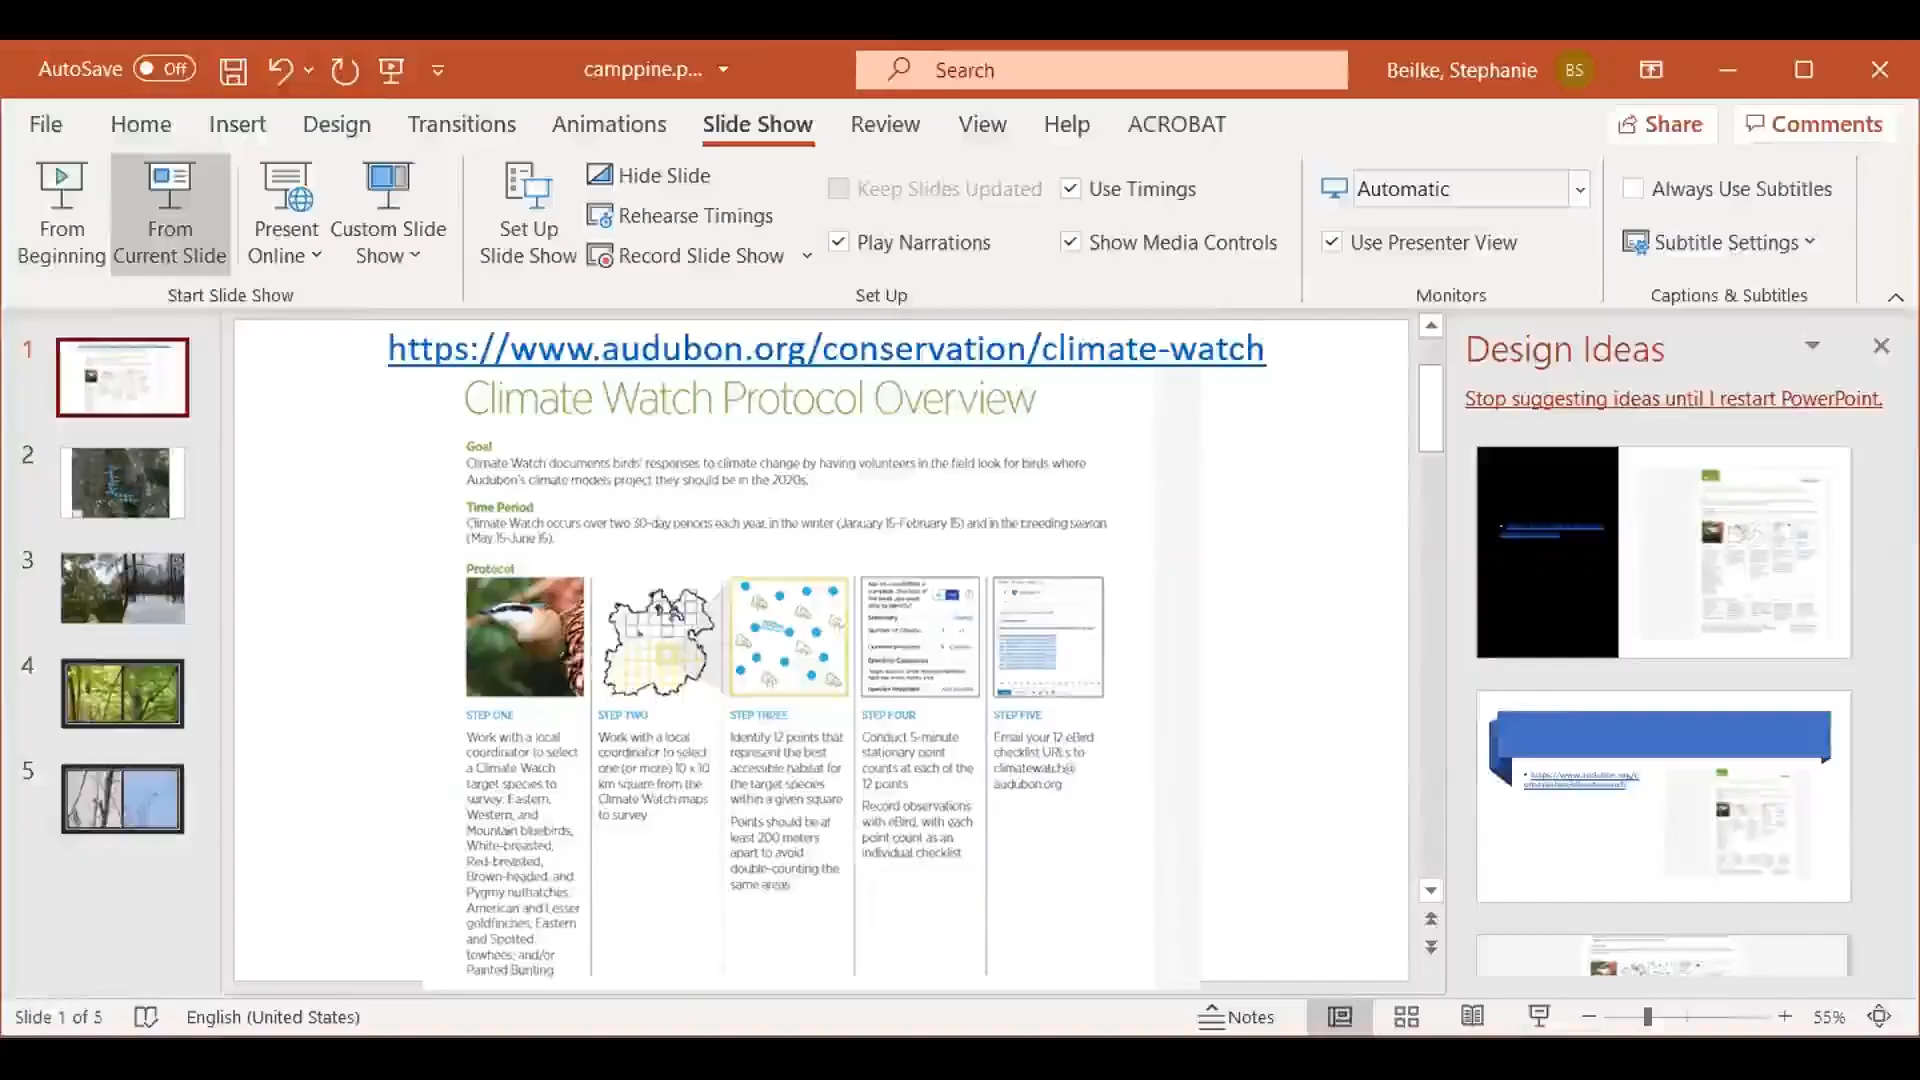 AutoSave Off camppine.p... Search Beilke, Stephanie BS
File Home Insert Design Transitions Animations Slide Show Review View Help ACROBAT Share Comments
From Beginning
From Current Slide
Present Online
Custom Slide Show
Set Up Slide Show
Hide Slide
Rehearse Timings
Record Slide Show
Keep Slides Updated
Play Narrations
Use Timings
Show Media Controls
Automatic
Use Presenter View
Always Use Subtitles
Subtitle Settings
Start Slide Show
Set Up
Monitors
Captions & Subtitles
1
2
3
4
5
https://www.audubon.org/conservation/climate-watch
Climate Watch Protocol Overview
Goal
Climate Watch documents birds' responses to climate change by having volunteers in the field look for birds where
Audubon's climate models project they should be in the 2020s.
Time Period
Climate Watch occurs over two 30-day periods each year, in the winter (January 15-February 15) and in the breeding season
(May 15-June 15).
Protocol
STEP ONE
Work with a local
coordinator to select
a Climate Watch
target species to
survey: Eastern,
Western, and
Mountain bluebirds,
White-breasted,
Red-breasted,
Brown-headed, and
Pygmy nuthatches,
American and Lesser
goldfinches, Eastern
and Spotted
towhees, and/or
Painted Bunting
STEP TWO
Work with a local
coordinator to select
one (or more) 10 x 10
km square from the
Climate Watch maps
to survey
STEP THREE
Identify 12 points that
represent the best
accessible habitat for
the target species
within a given square
Points should be at
least 200 meters
apart to avoid
double-counting the
same areas
STEP FOUR
Conduct 5-minute
stationary point
counts at each of the
12 points
Record observations
with eBird, with each
point count as an
individual checklist
STEP FIVE
Email your 12 eBird
checklist URLs to
climatewatch@
audubon.org
Design Ideas
Stop suggesting ideas until I restart PowerPoint.
Slide 1 of 5 English (United States) Notes 55%